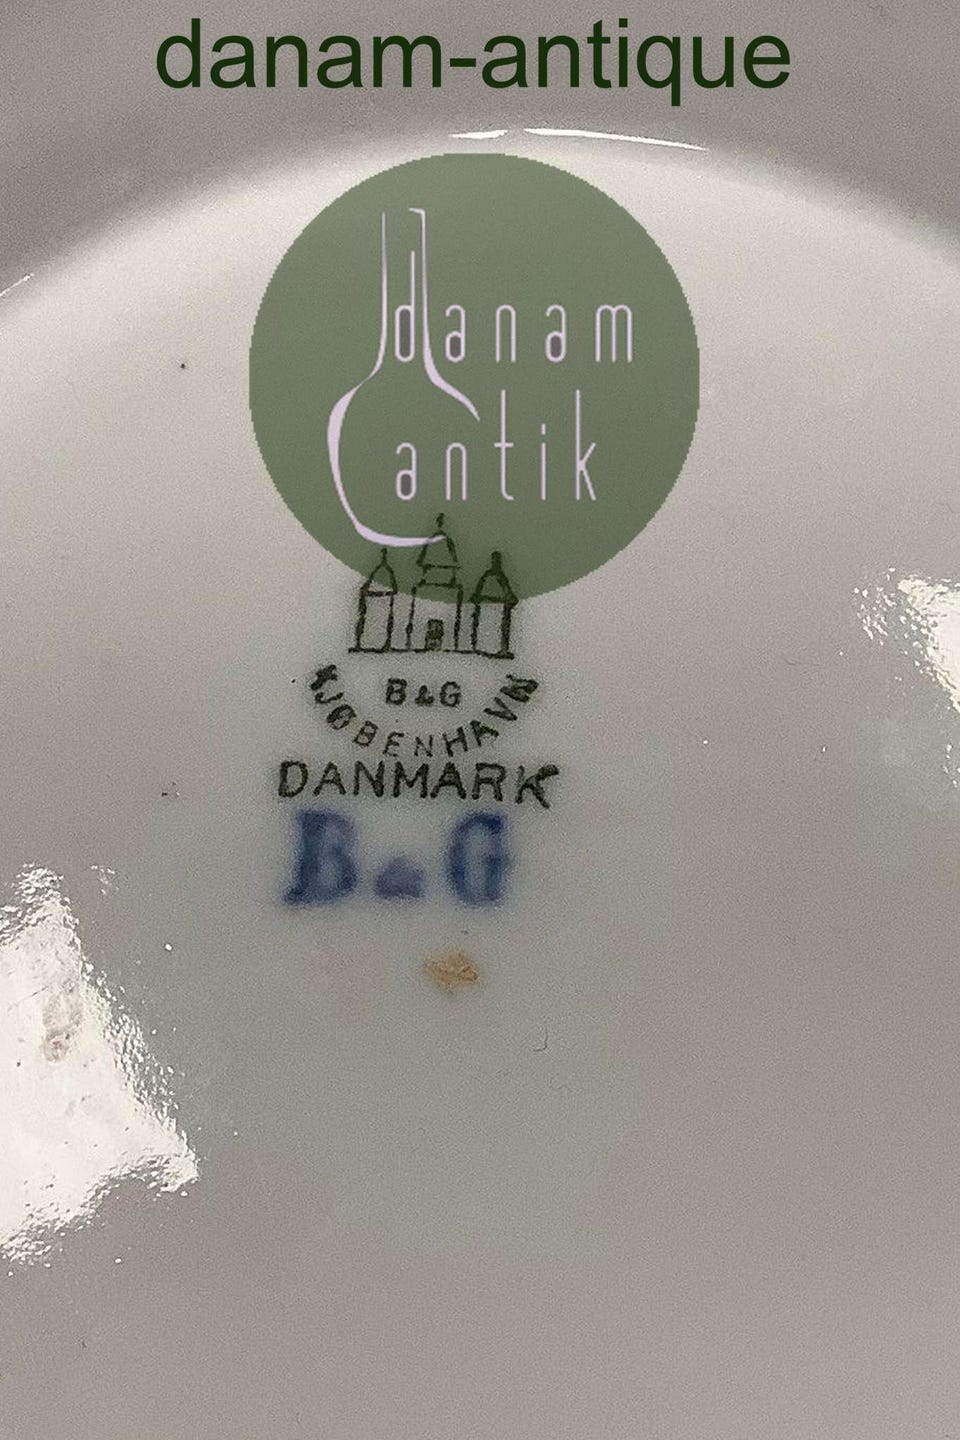 danam-antique
danam
antik
B&G
KJØBENHAVN
DANMARK
B&G